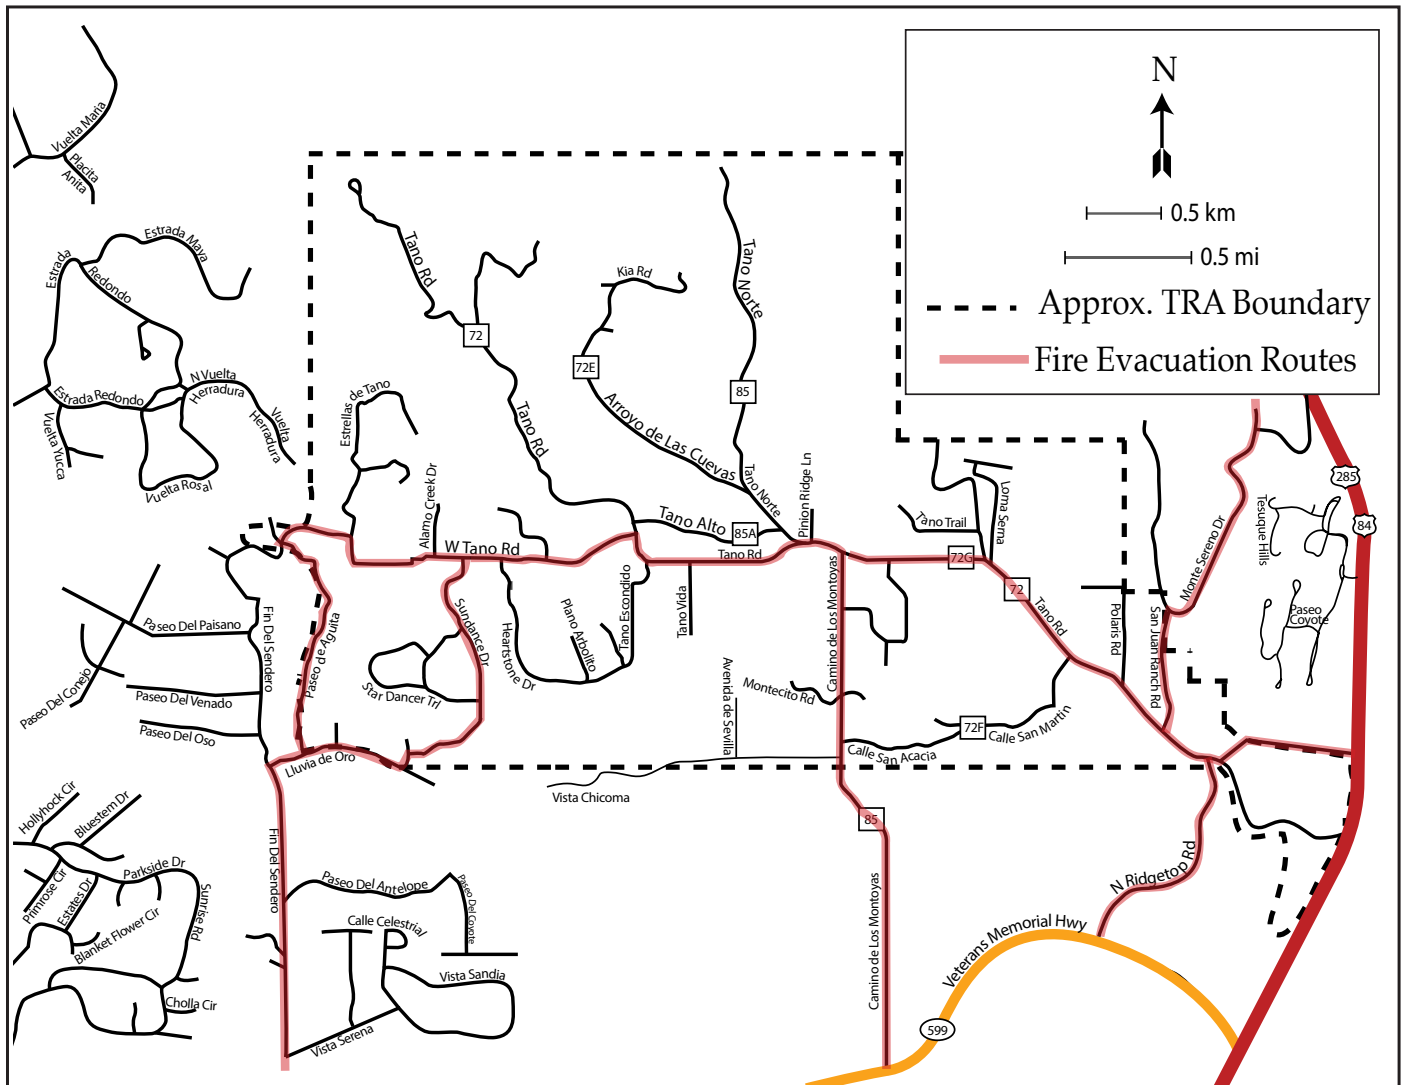 N
0.5 km
0.5 mi
Approx. TRA Boundary
Fire Evacuation Routes
Vuelta Maria
Placita
Anita
Estrada Maya
Estrada
Redondo
Estrada Redondo
N Vuelta
Herradura
Vuelta
Herradura
Vuelta Yucca
Vuelta Rosal
Tano Rd
72
Tano Rd
Kia Rd
72E
Arroyo de Las Cuevas
Tano Norte
85
Tano Norte
Pinion Ridge Ln
Estrellas de Tano
Alamo Creek Dr
W Tano Rd
Tano Alto
85A
Tano Rd
Tano Trail
Loma Serna
72G
72
Tano Rd
Polaris Rd
San Juan Ranch Rd
Monte Sereno Dr
Tesuque Hills
Paseo
Coyote
285
84
Paseo Del Paisano
Paseo Del Conejo
Paseo Del Venado
Paseo Del Oso
Fin Del Sendero
Paseo de Aguita
Sundance Dr
Star Dancer Trl
Heartstone Dr
Plano Arbolito
Tano Escondido
Tano Vida
Avenida de Sevilla
Montecito Rd
Camino de Los Montoyas
72F
Calle San Martin
Calle San Acacia
Lluvia de Oro
Vista Chicoma
85
Camino de Los Montoyas
N Ridgetop Rd
Veterans Memorial Hwy
599
Hollyhock Cir
Bluestem Dr
Parkside Dr
Primrose Cir
Estates Dr
Blanket Flower Cir
Sunrise Rd
Cholla Cir
Fin Del Sendero
Paseo Del Antelope
Paseo Del Coyote
Calle Celestrial
Vista Sandia
Vista Serena